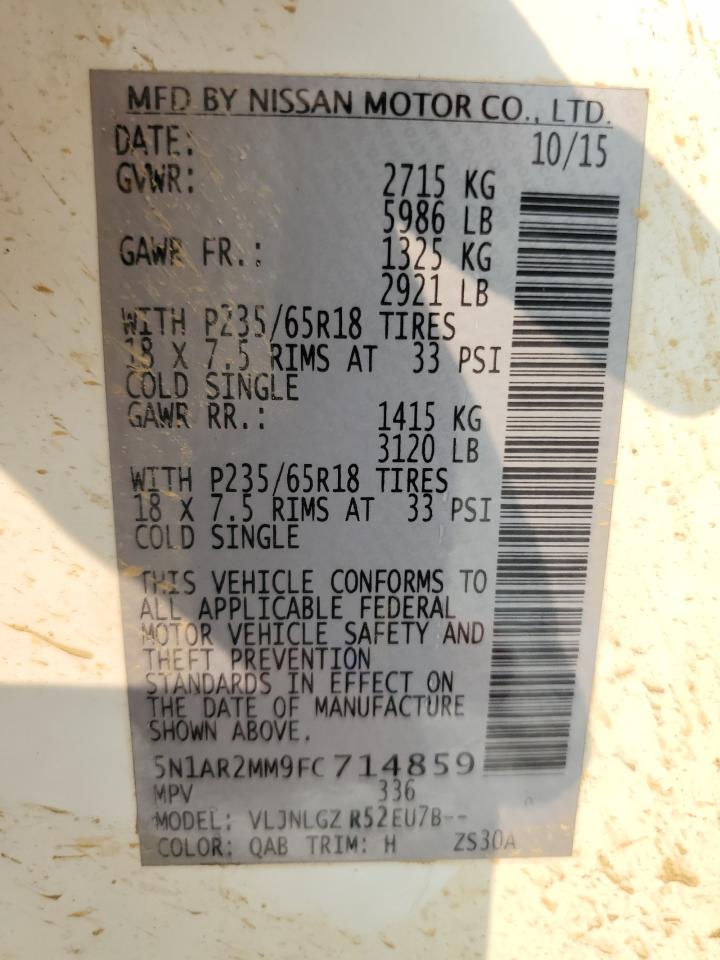 MFD BY NISSAN MOTOR CO., LTD.
DATE: 10/15
GVWR: 2715 KG
5986 LB
GAWR FR.: 1325 KG
2921 LB
WITH P235/65R18 TIRES
18 X 7.5 RIMS AT 33 PSI
COLD SINGLE
GAWR RR.: 1415 KG
3120 LB
WITH P235/65R18 TIRES
18 X 7.5 RIMS AT 33 PSI
COLD SINGLE
THIS VEHICLE CONFORMS TO
ALL APPLICABLE FEDERAL
MOTOR VEHICLE SAFETY AND
THEFT PREVENTION
STANDARDS IN EFFECT ON
THE DATE OF MANUFACTURE
SHOWN ABOVE.
5N1AR2MM9FC714859
MPV 336
MODEL: VLJNLGZ R52EU7B--
COLOR: QAB TRIM: H ZS30A